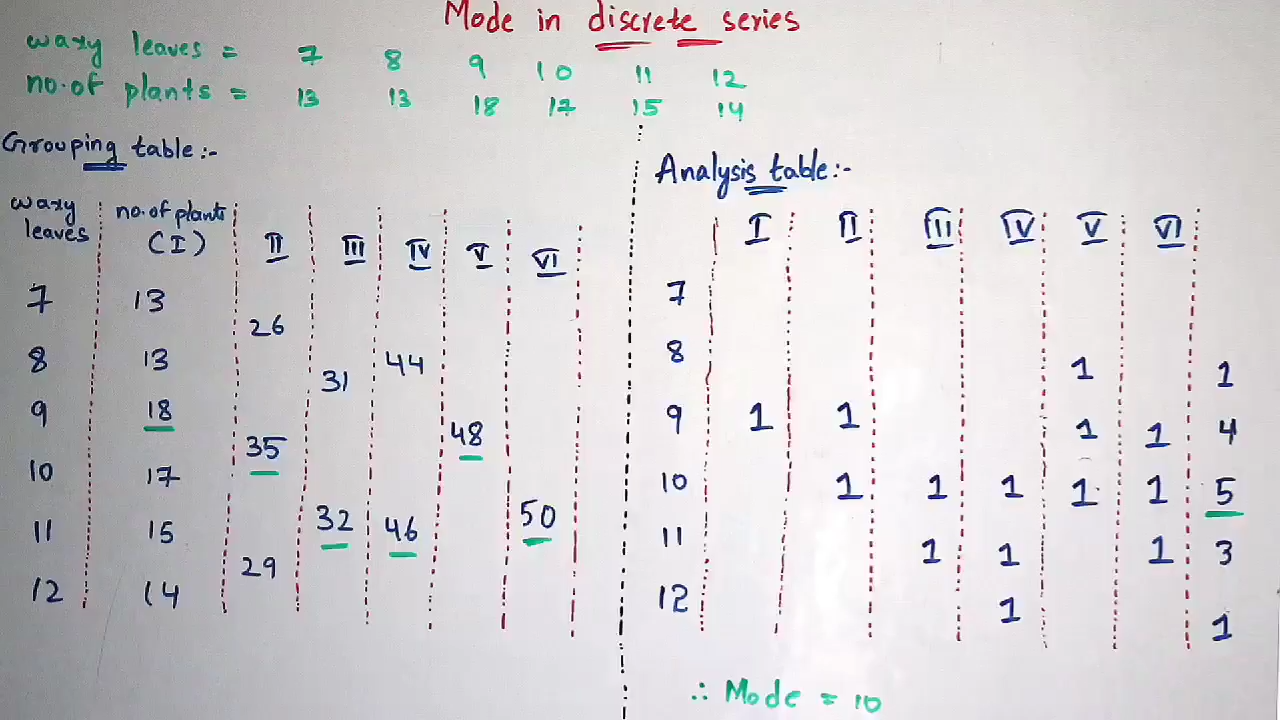 Mode in discrete series
waxy leaves = 7 8 9 10 11 12
no. of plants = 13 13 18 17 15 14
Grouping table:-
waxy leaves no. of plants (I) II III IV V VI
7 13
26
8 13 44
31
9 18
35 48
10 17
11 15 32 46 50
29
12 14
Analysis table:-
I II III IV V VI
7
8 1 1
9 1 1 1 1 4
10 1 1 1 1 1 5
11 1 1 1 3
12 1 1
∴ Mode = 10